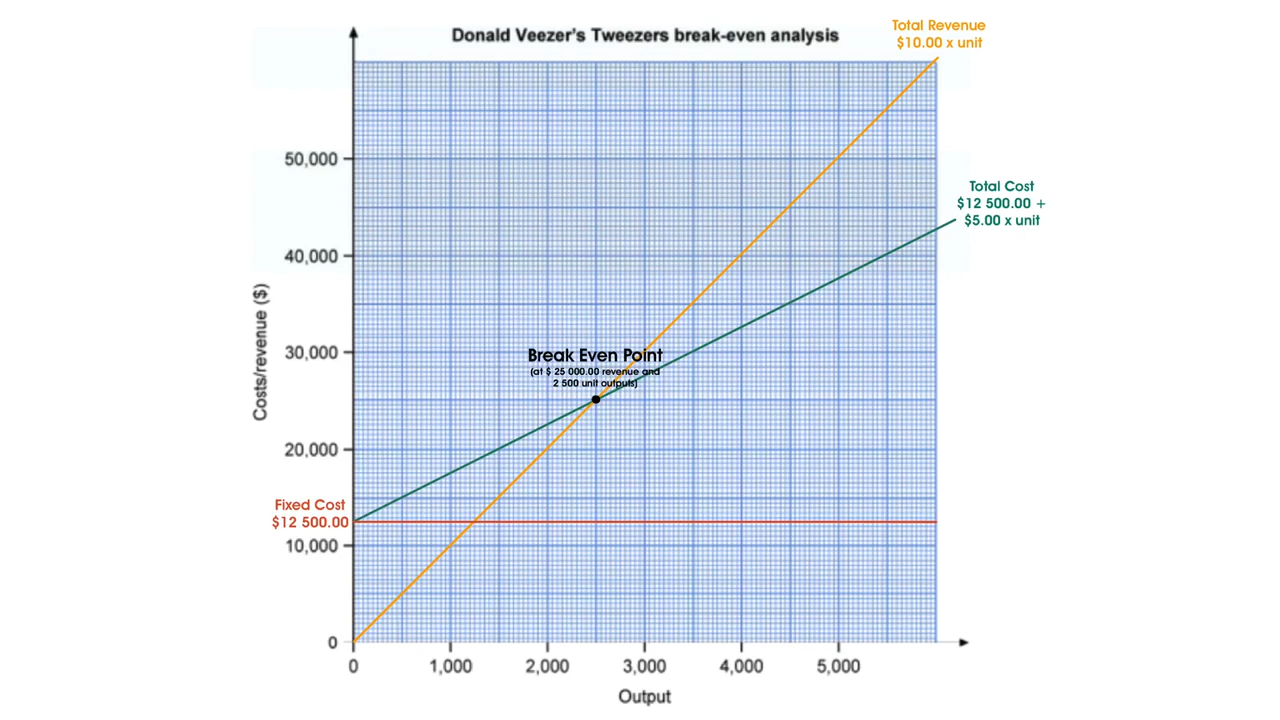 Donald Veezer's Tweezers break-even analysis
Total Revenue
$10.00 x unit
Total Cost
$12 500.00 +
$5.00 x unit
Costs/revenue ($)
50,000
40,000
30,000
20,000
10,000
0
Break Even Point
(at $ 25 000.00 revenue and
2 500 unit outputs)
Fixed Cost
$12 500.00
0
1,000
2,000
3,000
4,000
5,000
Output